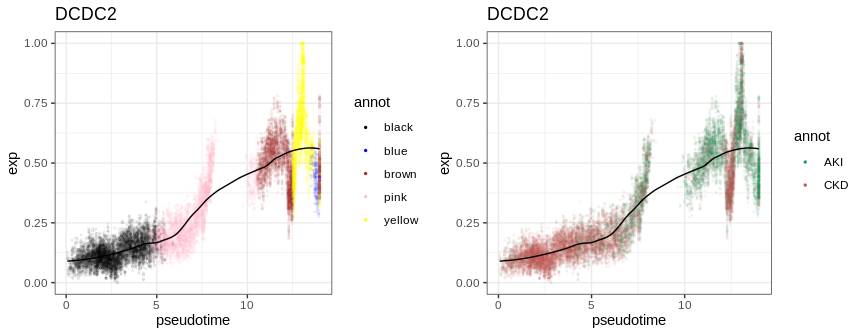 DCDC2
1.00
0.75
0.50
0.25
0.00
exp
0
5
10
pseudotime
annot
black
blue
brown
pink
yellow
DCDC2
1.00
0.75
0.50
0.25
0.00
exp
0
5
10
pseudotime
annot
AKI
CKD